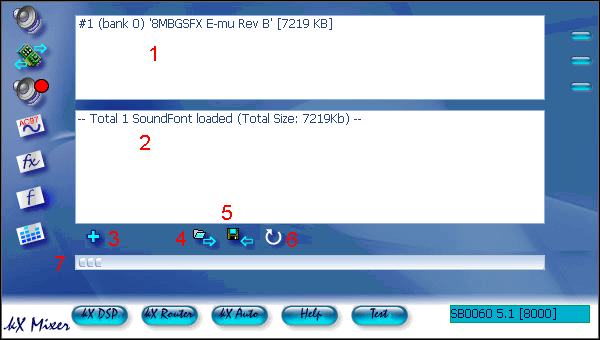 #1 (bank 0) '8MBGSFX E-mu Rev B' [7219 KB]
1
-- Total 1 SoundFont loaded (Total Size: 7219Kb) --
2
AC97
fx
f
3
4
5
6
7
kX Mixer
kX DSP
kX Router
kX Auto
Help
Test
SB0060 5.1 [8000]